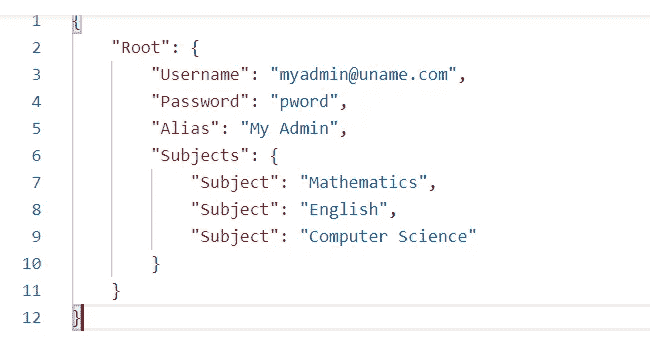 1 {
2 "Root": {
3 "Username": "myadmin@uname.com",
4 "Password": "pword",
5 "Alias": "My Admin",
6 "Subjects": {
7 "Subject": "Mathematics",
8 "Subject": "English",
9 "Subject": "Computer Science"
10 }
11 }
12 }